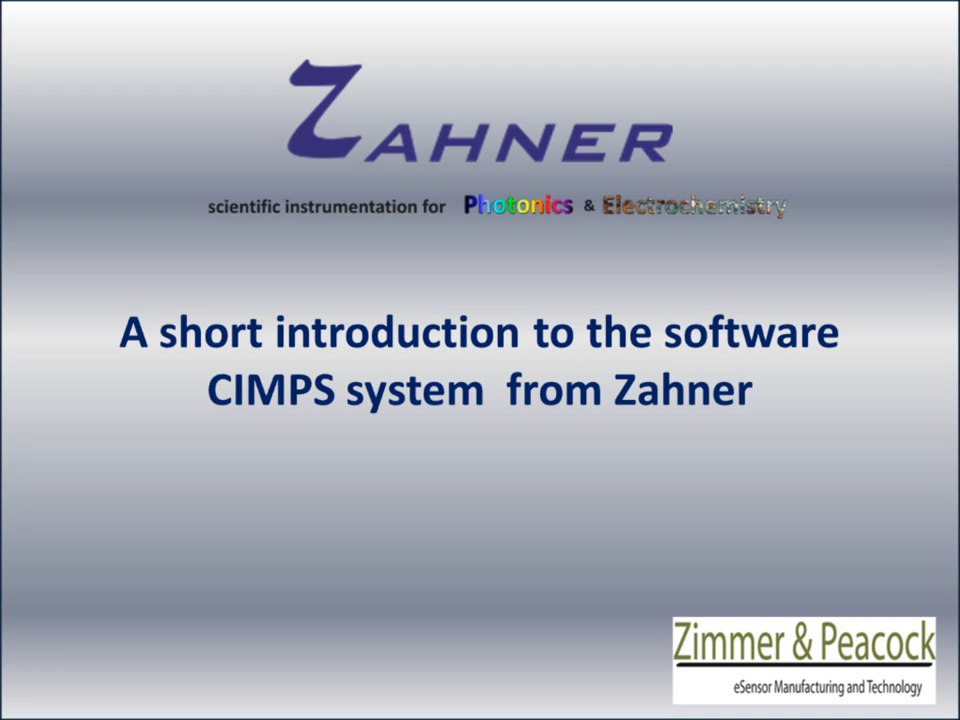 ZAHNER
scientific instrumentation for Photonics & Electrochemistry
A short introduction to the software
CIMPS system from Zahner
Zimmer & Peacock
eSensor Manufacturing and Technology